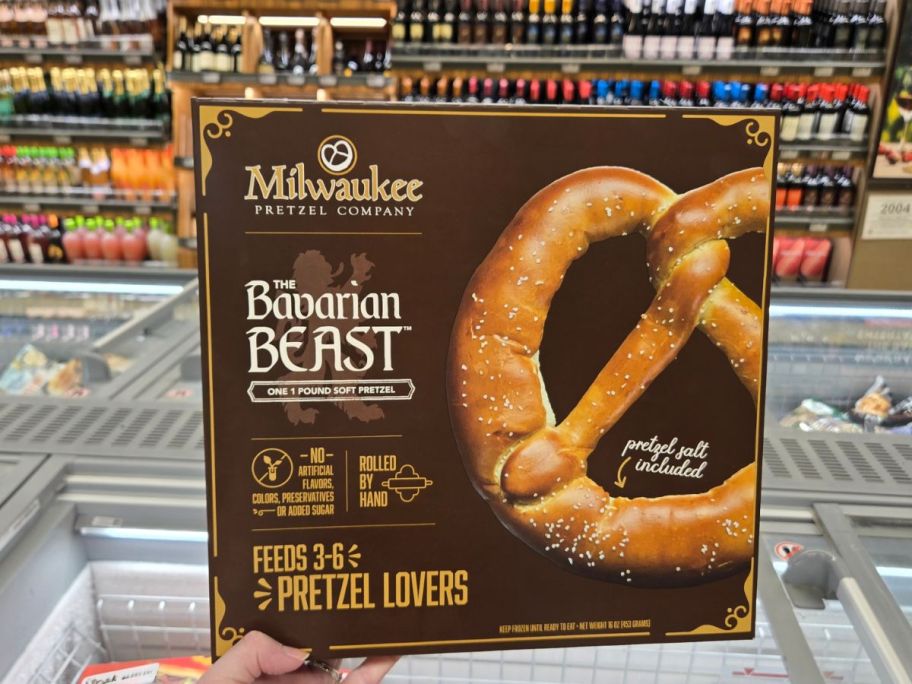 Milwaukee
PRETZEL COMPANY
THE
Bavarian
BEAST™
ONE 1 POUND SOFT PRETZEL
NO
ARTIFICIAL
FLAVORS,
COLORS, PRESERVATIVES
OR ADDED SUGAR
ROLLED
BY
HAND
FEEDS 3-6
PRETZEL LOVERS
pretzel salt
included
KEEP FROZEN UNTIL READY TO EAT • NET WEIGHT 16 OZ (453 GRAMS)
2004